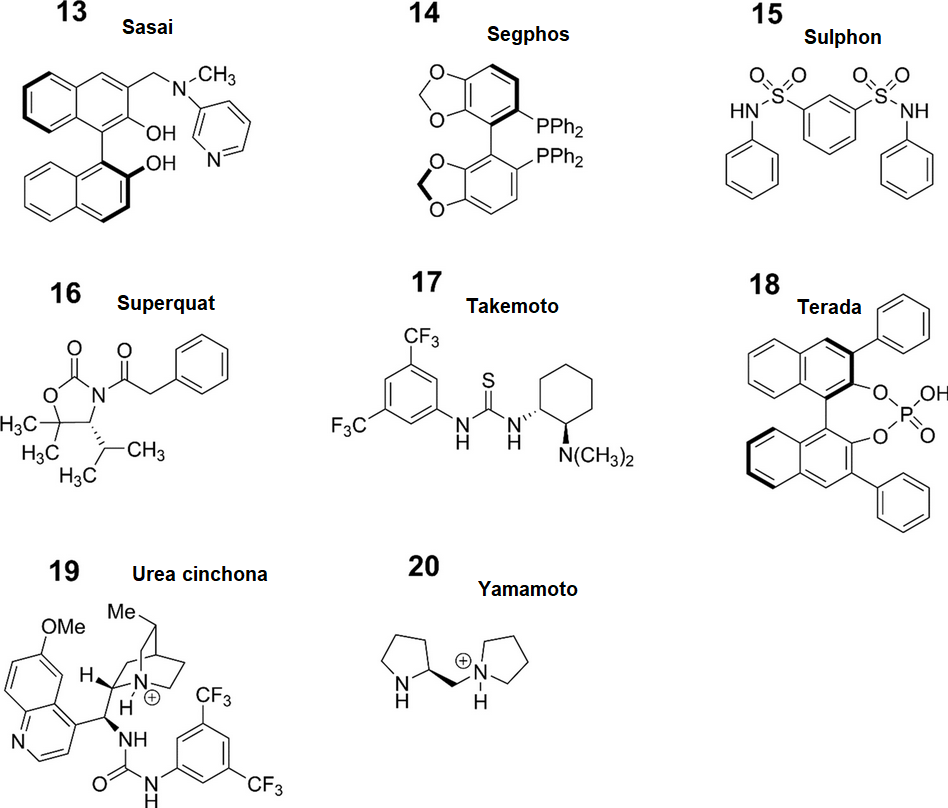 13
Sasai
CH3
N
OH
OH
N
14
Segphos
O
O
PPh2
PPh2
O
O
15
Sulphon
O O
S
HN
O O
S
NH
16
Superquat
O
O
O
N
H3C
H3C
CH3
H3C
17
Takemoto
CF3
F3C
S
N
H
N
H
N(CH3)2
18
Terada
O
OH
P
O
O
19
Urea cinchona
Me
OMe
H
N
⊕
H
CF3
N
NH
O
N
H
CF3
20
Yamamoto
⊕
N
H
N
H